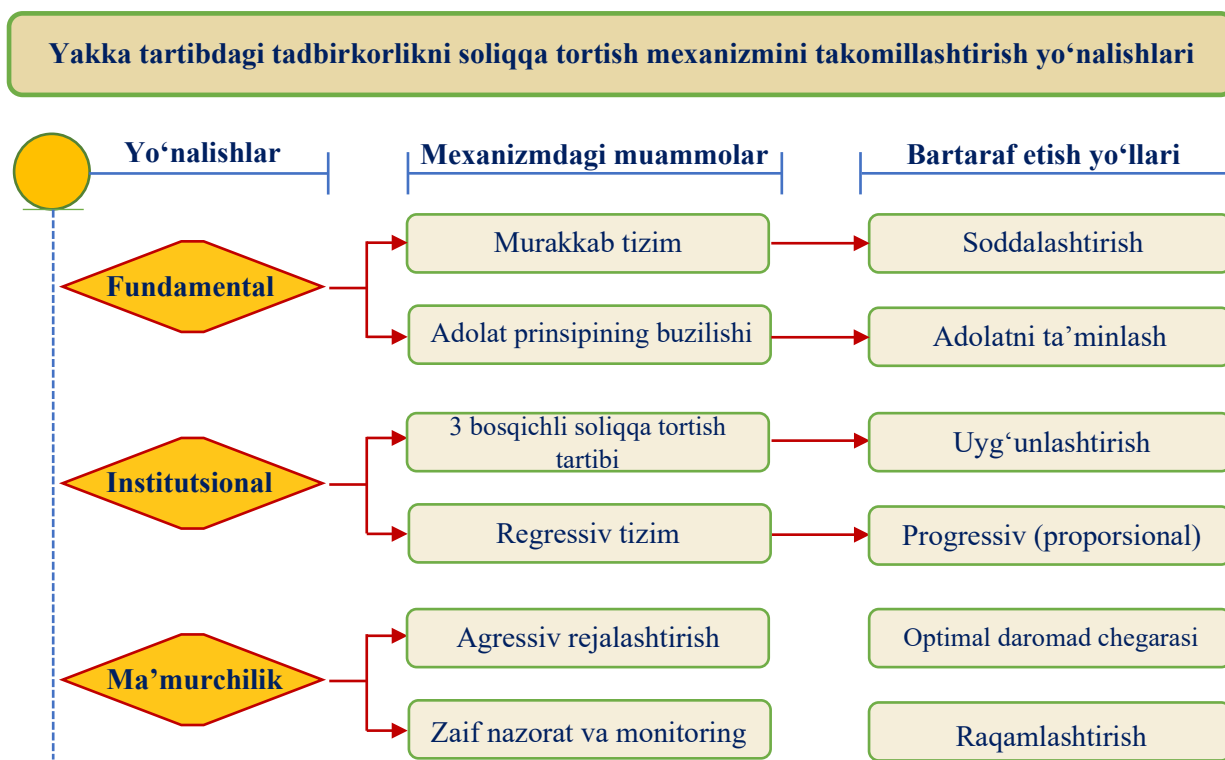 Yakka tartibdagi tadbirkorlikni soliqqa tortish mexanizmini takomillashtirish yo‘nalishlari
Yo‘nalishlar
Mexanizmdagi muammolar
Bartaraf etish yo‘llari
Fundamental
Murakkab tizim
Soddalashtirish
Adolat prinsipining buzilishi
Adolatni ta’minlash
Institutsional
3 bosqichli soliqqa tortish
tartibi
Uyg‘unlashtirish
Regressiv tizim
Progressiv (proporsional)
Ma’murchilik
Agressiv rejalashtirish
Optimal daromad chegarasi
Zaif nazorat va monitoring
Raqamlashtirish